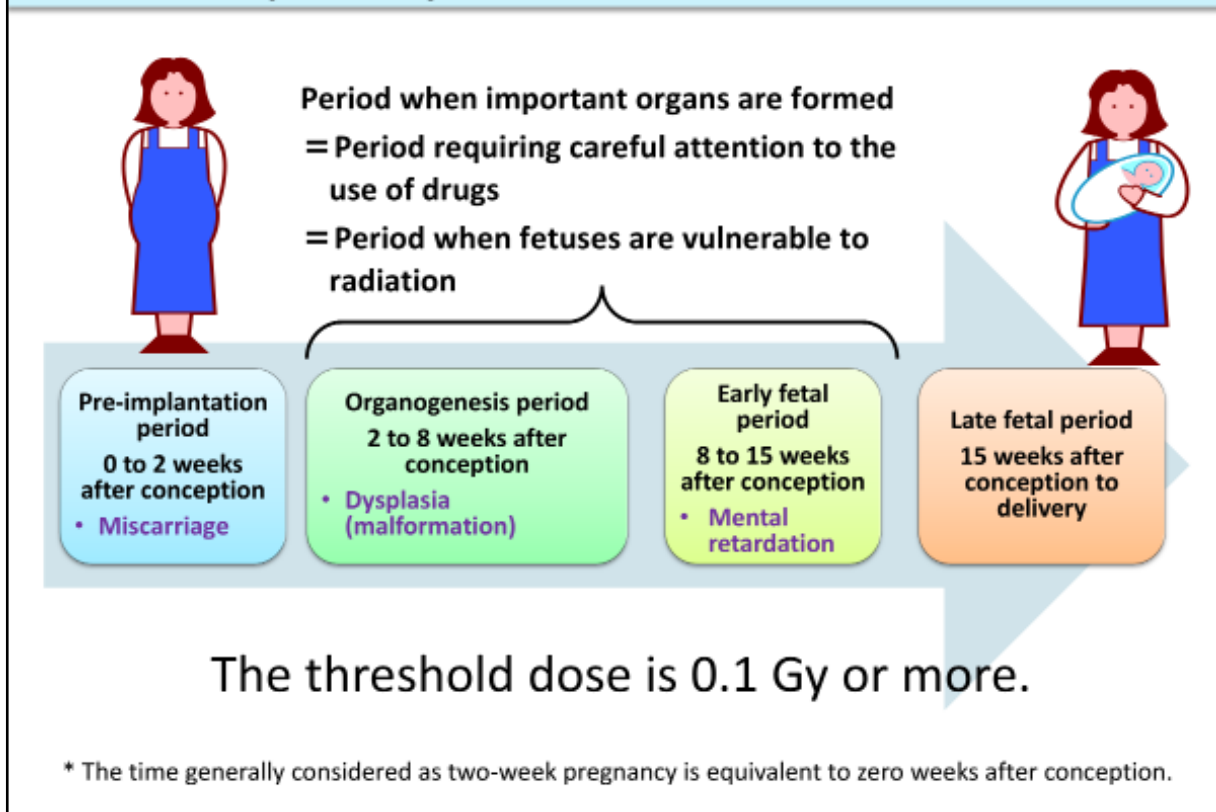 Period when important organs are formed
=Period requiring careful attention to the
use of drugs
=Period when fetuses are vulnerable to
radiation
Pre-implantation
period
0 to 2 weeks
after conception
• Miscarriage
Organogenesis period
2 to 8 weeks after
conception
• Dysplasia
(malformation)
Early fetal
period
8 to 15 weeks
after conception
• Mental
retardation
Late fetal period
15 weeks after
conception to
delivery
The threshold dose is 0.1 Gy or more.
* The time generally considered as two-week pregnancy is equivalent to zero weeks after conception.